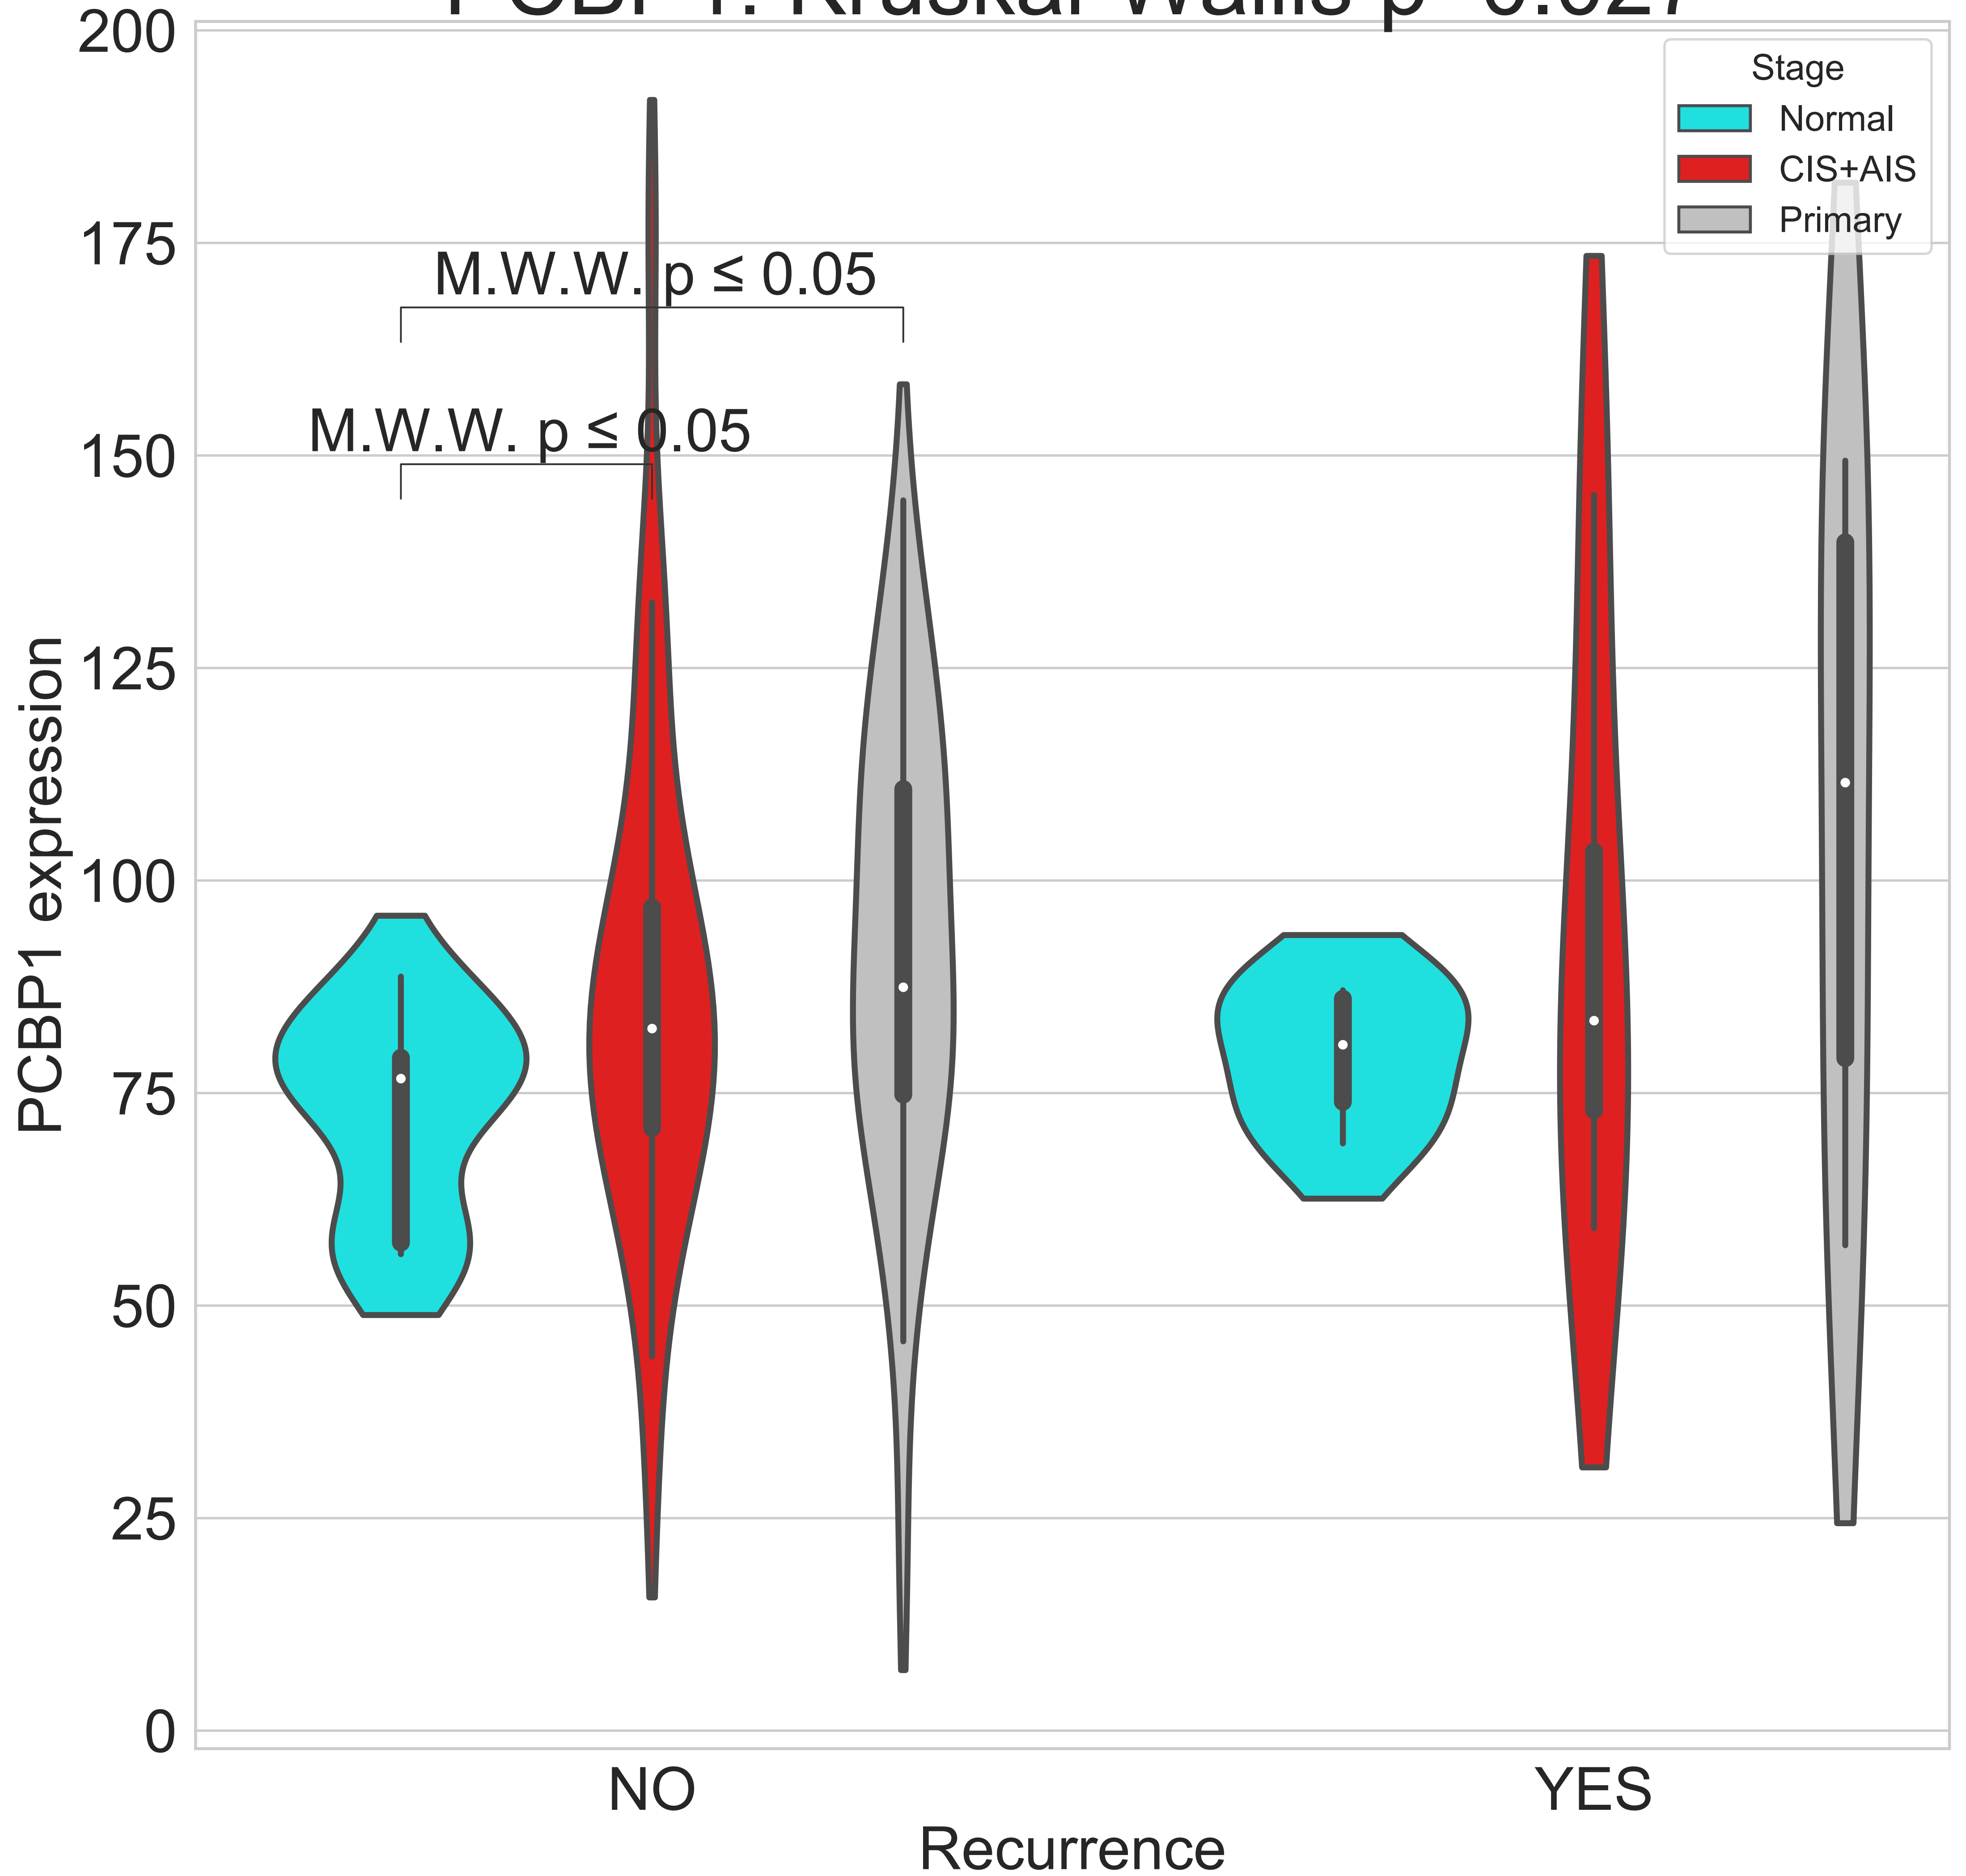 p
200
175
150
125
100
75
50
25
0
PCBP1 expression
Stage
Normal
CIS+AIS
Primary
M.W.W. p ≤ 0.05
M.W.W. p ≤ 0.05
NO
YES
Recurrence